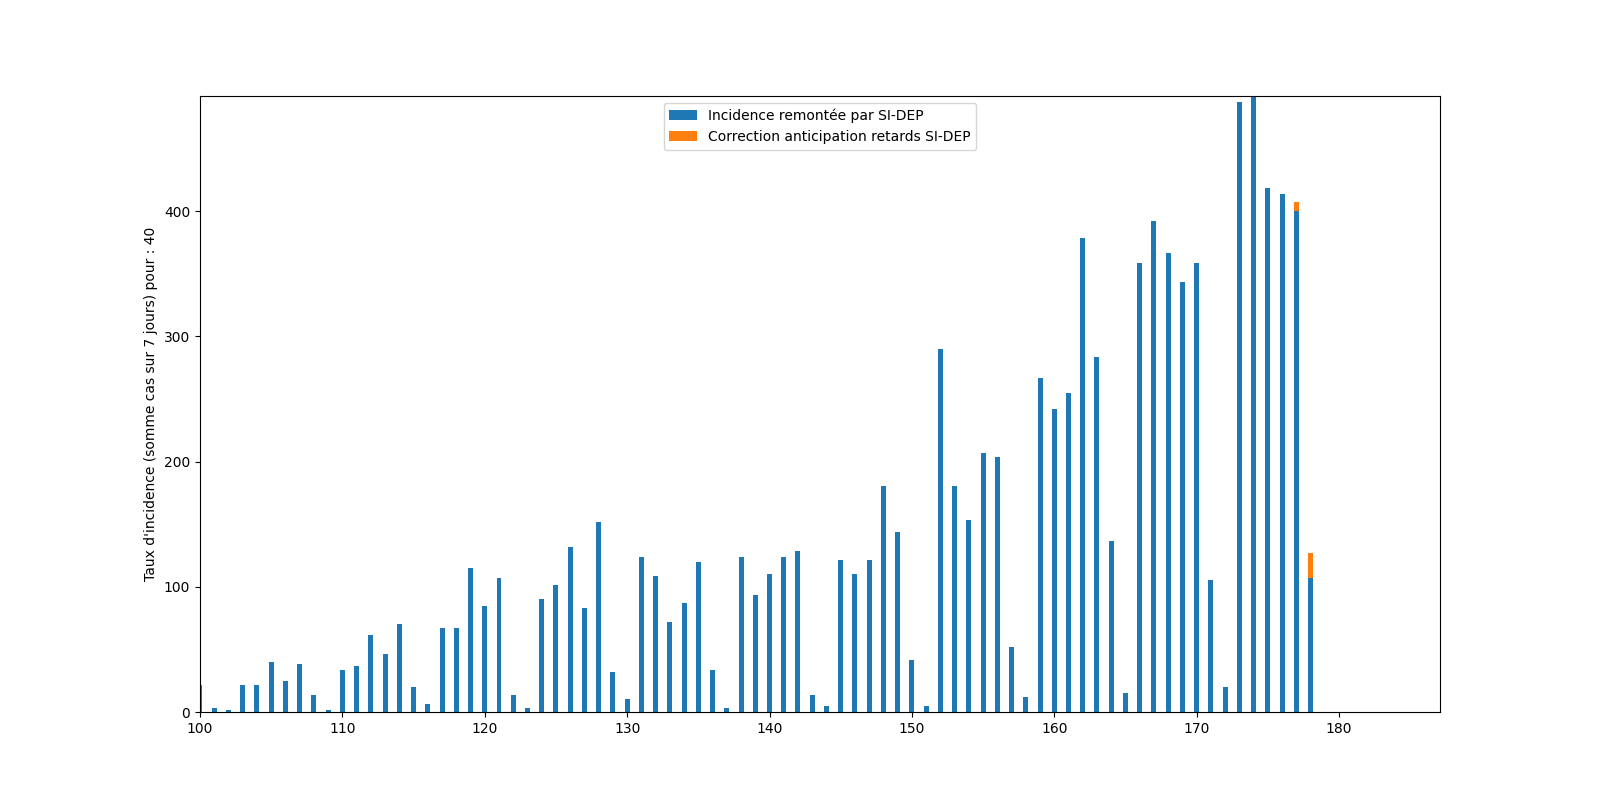 Incidence remontée par SI-DEP
Correction anticipation retards SI-DEP
Taux d'incidence (somme cas sur 7 jours) pour : 40
400
300
200
100
0
100 110 120 130 140 150 160 170 180